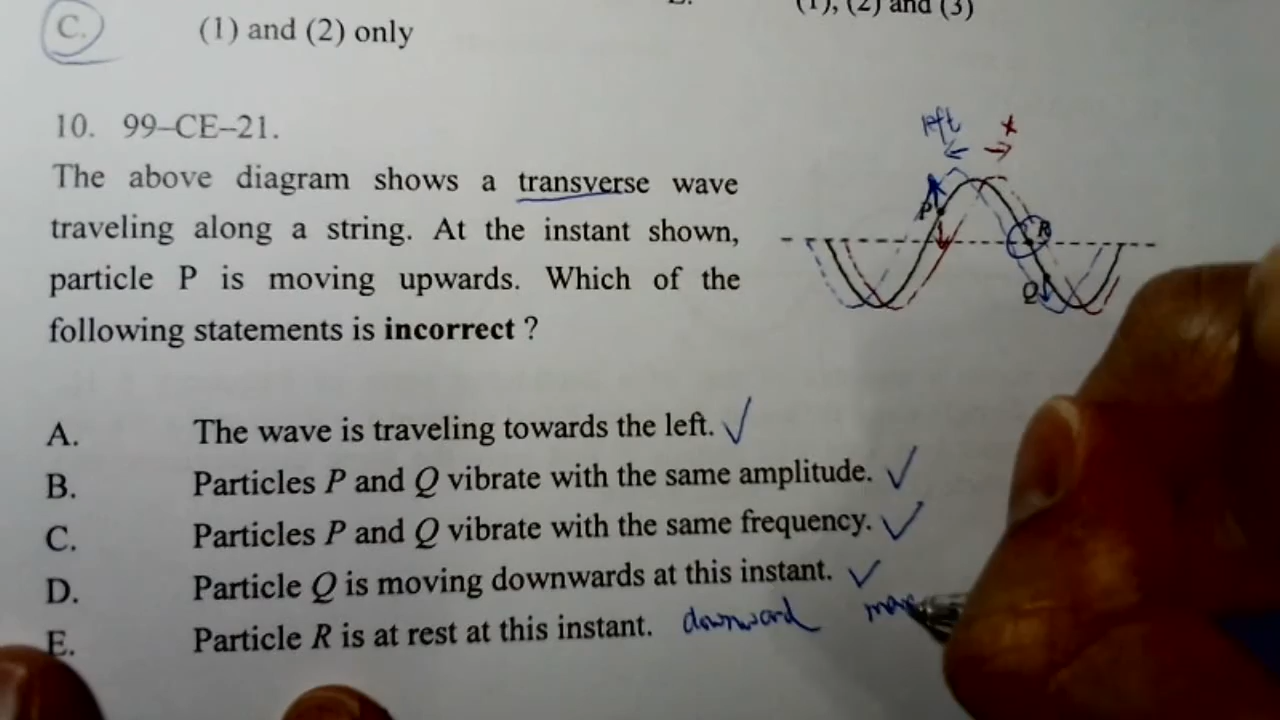 (1), (2) and (3)
C. (1) and (2) only
10. 99–CE–21.
The above diagram shows a transverse wave
traveling along a string. At the instant shown,
particle P is moving upwards. Which of the
following statements is incorrect ?
left
P
R
Q
A. The wave is traveling towards the left.
B. Particles P and Q vibrate with the same amplitude.
C. Particles P and Q vibrate with the same frequency.
D. Particle Q is moving downwards at this instant.
E. Particle R is at rest at this instant. downward